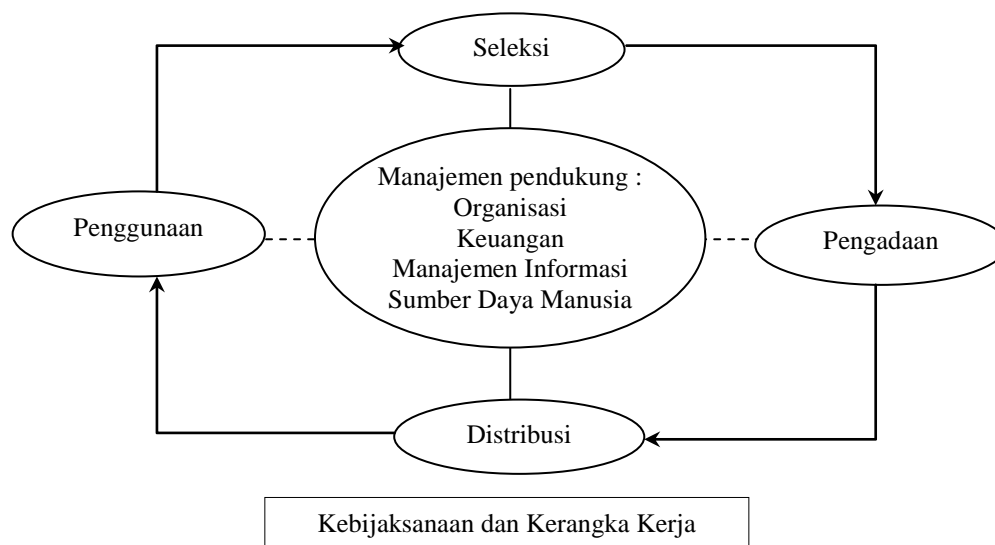 Seleksi
Manajemen pendukung :
Organisasi
Keuangan
Manajemen Informasi
Sumber Daya Manusia
Penggunaan
Pengadaan
Distribusi
Kebijaksanaan dan Kerangka Kerja